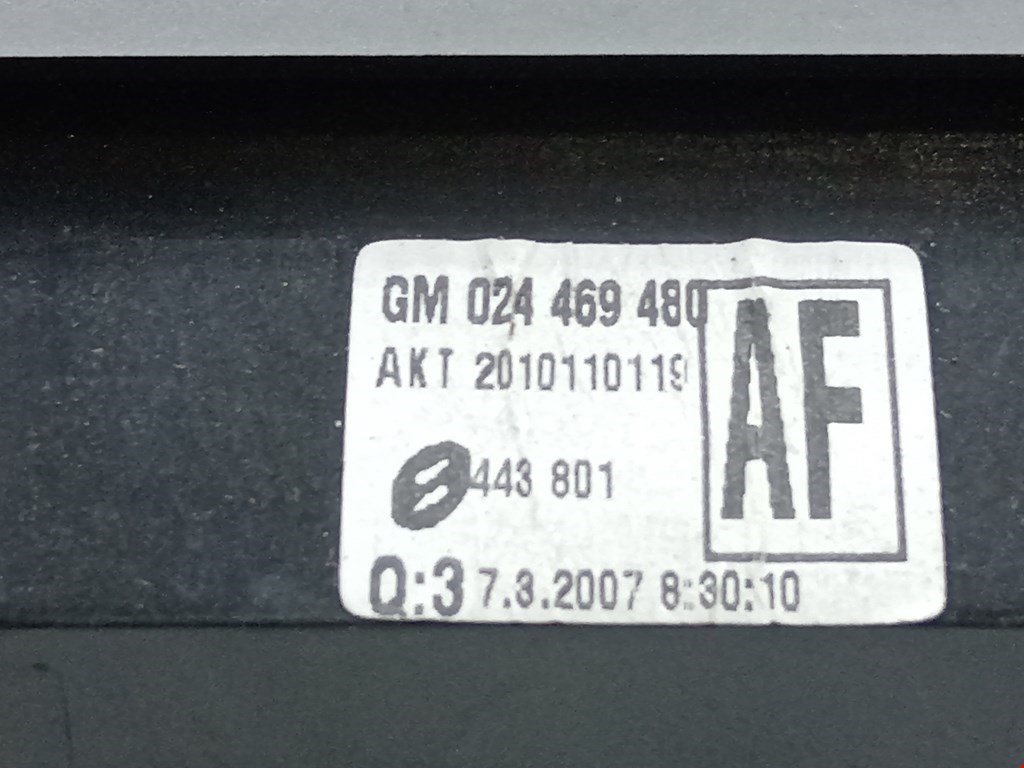 GM 024 469 480
AF
AKT 2010110119
443 801
Q:3 7.3.2007 8:30:10